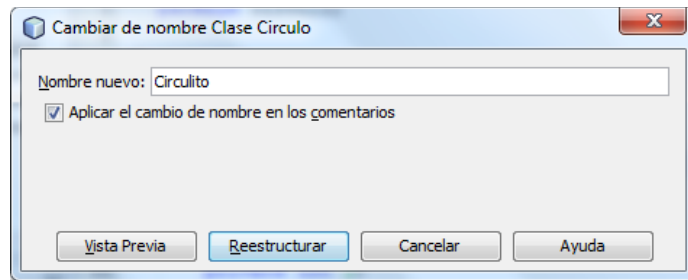 Cambiar de nombre Clase Circulo
Nombre nuevo: Circulito
Aplicar el cambio de nombre en los comentarios
Vista Previa Reestructurar Cancelar Ayuda